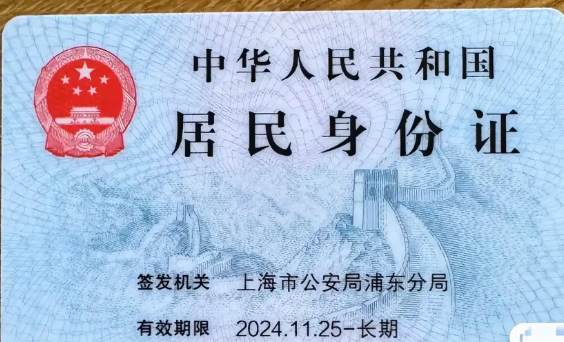 中华人民共和国
居民身份证
签发机关 上海市公安局浦东分局
有效期限 2024.11.25-长期